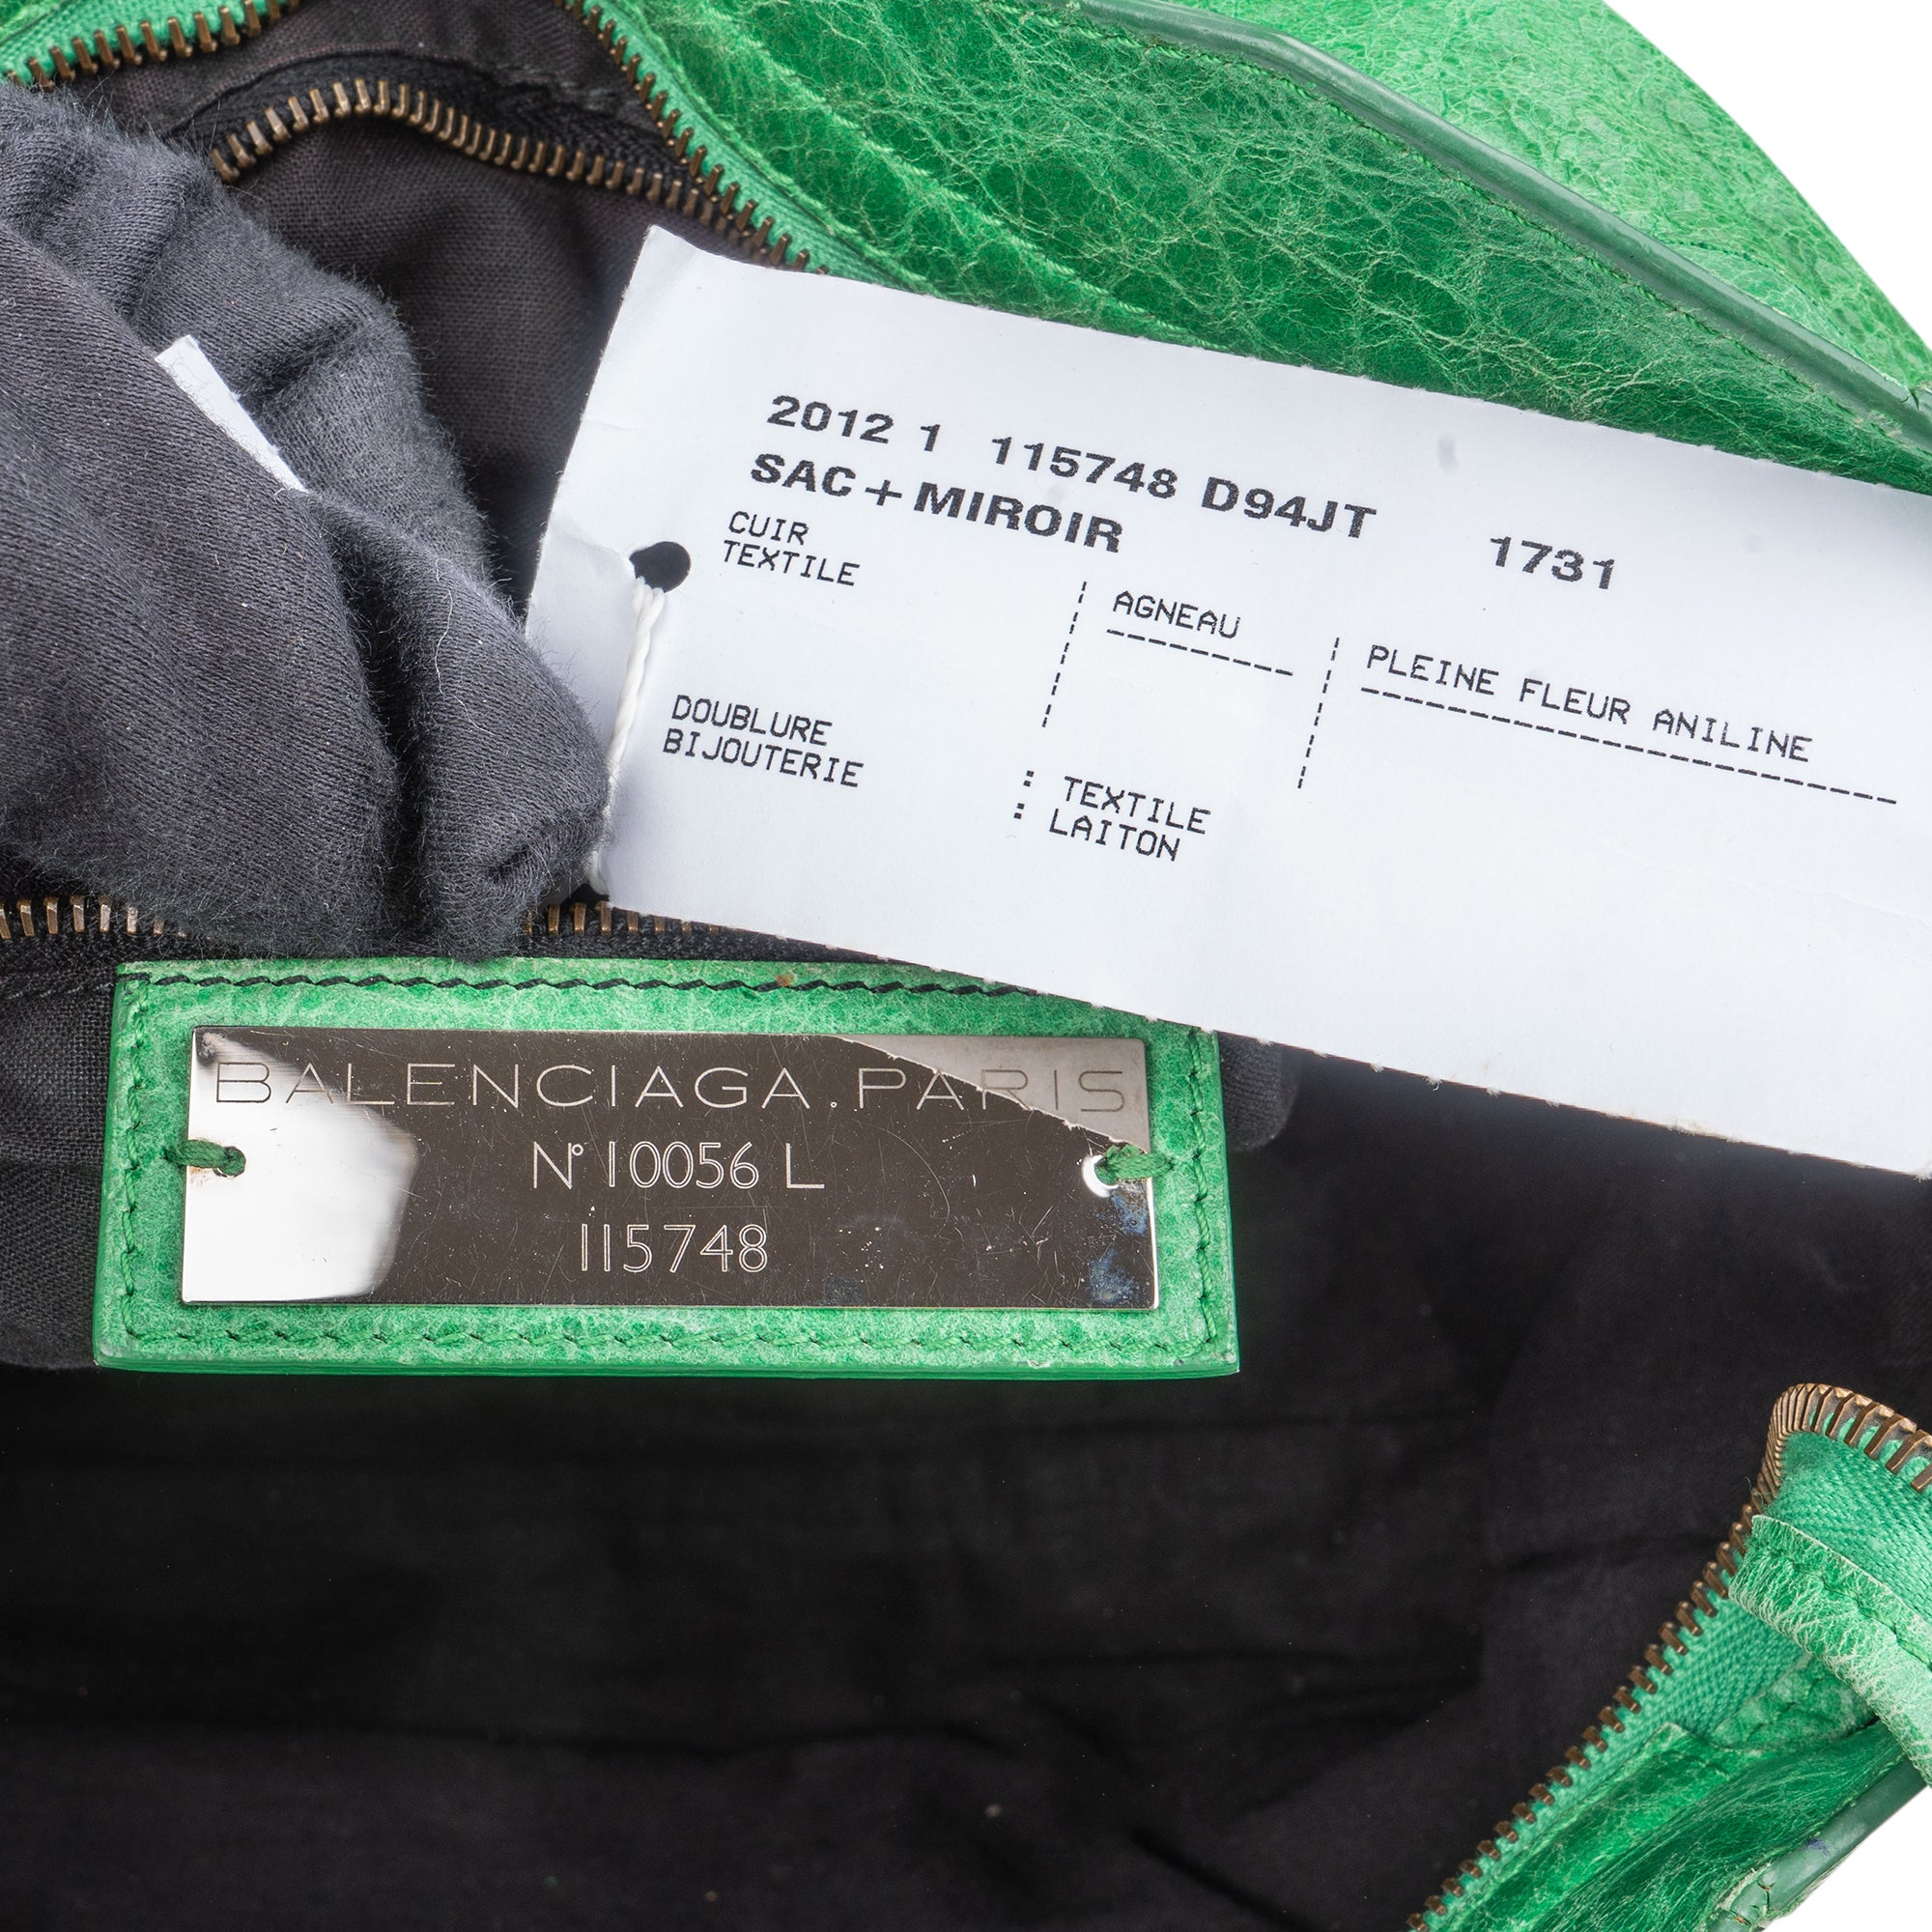 2012 1 115748 D94JT 1731
SAC+MIROIR
CUIR AGNEAU PLEINE FLEUR ANILINE
TEXTILE
DOUBLURE : TEXTILE
BIJOUTERIE : LAITON
BALENCIAGA.PARIS
N° 10056 L
115748